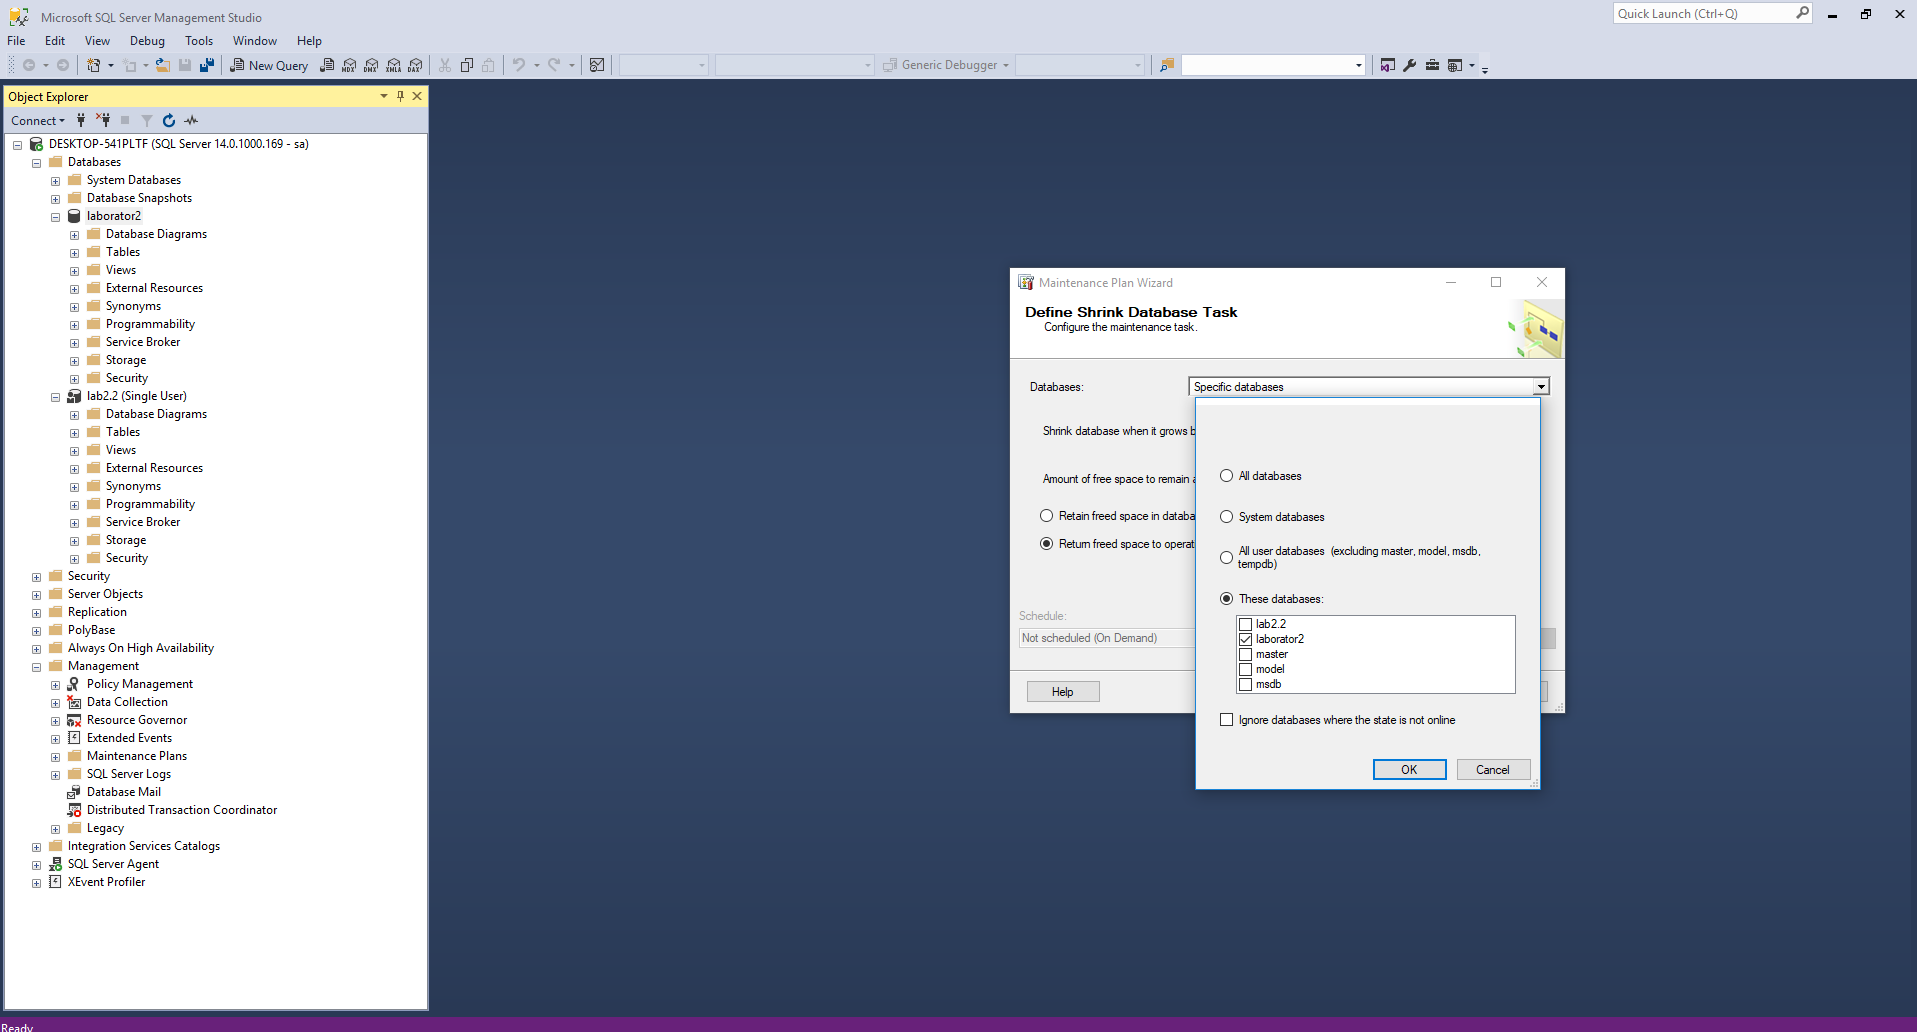 Microsoft SQL Server Management Studio
Quick Launch (Ctrl+Q)
File Edit View Debug Tools Window Help
New Query
MDX DMX XMLA DAX
Generic Debugger
Object Explorer
Connect
DESKTOP-541PLTF (SQL Server 14.0.1000.169 - sa)
Databases
System Databases
Database Snapshots
laborator2
Database Diagrams
Tables
Views
External Resources
Synonyms
Programmability
Service Broker
Storage
Security
lab2.2 (Single User)
Database Diagrams
Tables
Views
External Resources
Synonyms
Programmability
Service Broker
Storage
Security
Security
Server Objects
Replication
PolyBase
Always On High Availability
Management
Policy Management
Data Collection
Resource Governor
Extended Events
Maintenance Plans
SQL Server Logs
Database Mail
Distributed Transaction Coordinator
Legacy
Integration Services Catalogs
SQL Server Agent
XEvent Profiler
Ready
Maintenance Plan Wizard
Define Shrink Database Task
Configure the maintenance task.
Databases:
Specific databases
Shrink database when it grows b
Amount of free space to remain a
Retain freed space in databa
Return freed space to operat
Schedule:
Not scheduled (On Demand)
Help
All databases
System databases
All user databases (excluding master, model, msdb,
tempdb)
These databases:
lab2.2
laborator2
master
model
msdb
Ignore databases where the state is not online
OK Cancel